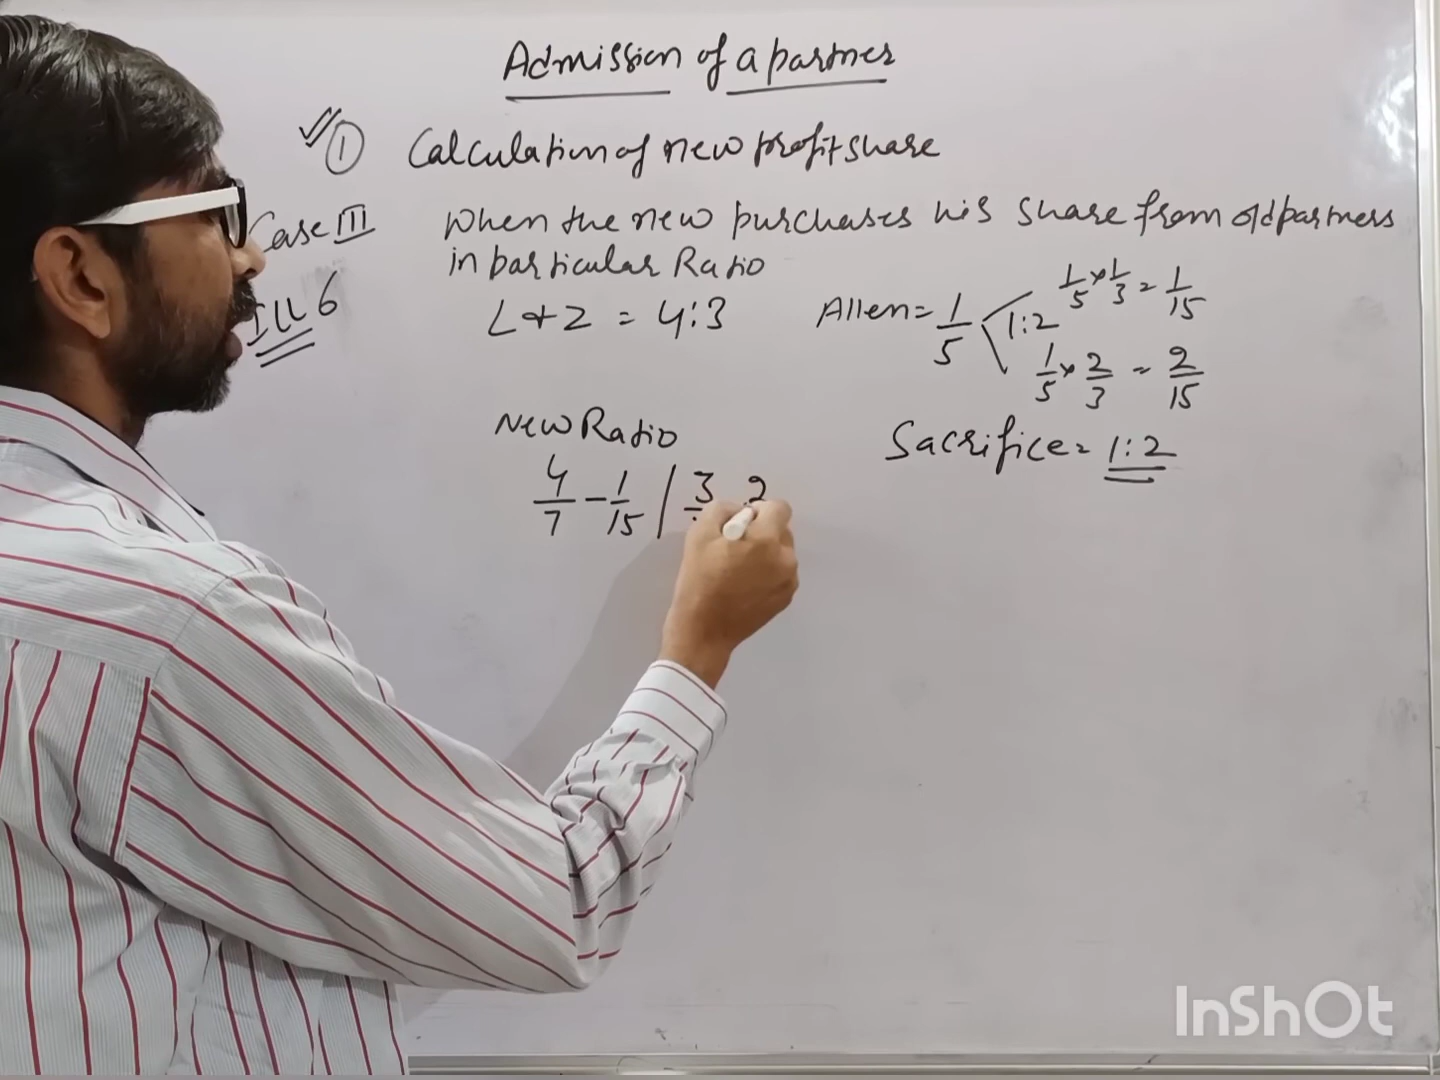 Admission of a partner
① Calculation of new profit share
Case III When the new purchases his share from old partners
in particular Ratio
Ill 6
L & Z = 4:3
Allen = 1/5 1:2
1/5 × 1/3 = 1/15
1/5 × 2/3 = 2/15
Sacrifice = 1:2
New Ratio
4/7 - 1/15 | 3 2
InShOt